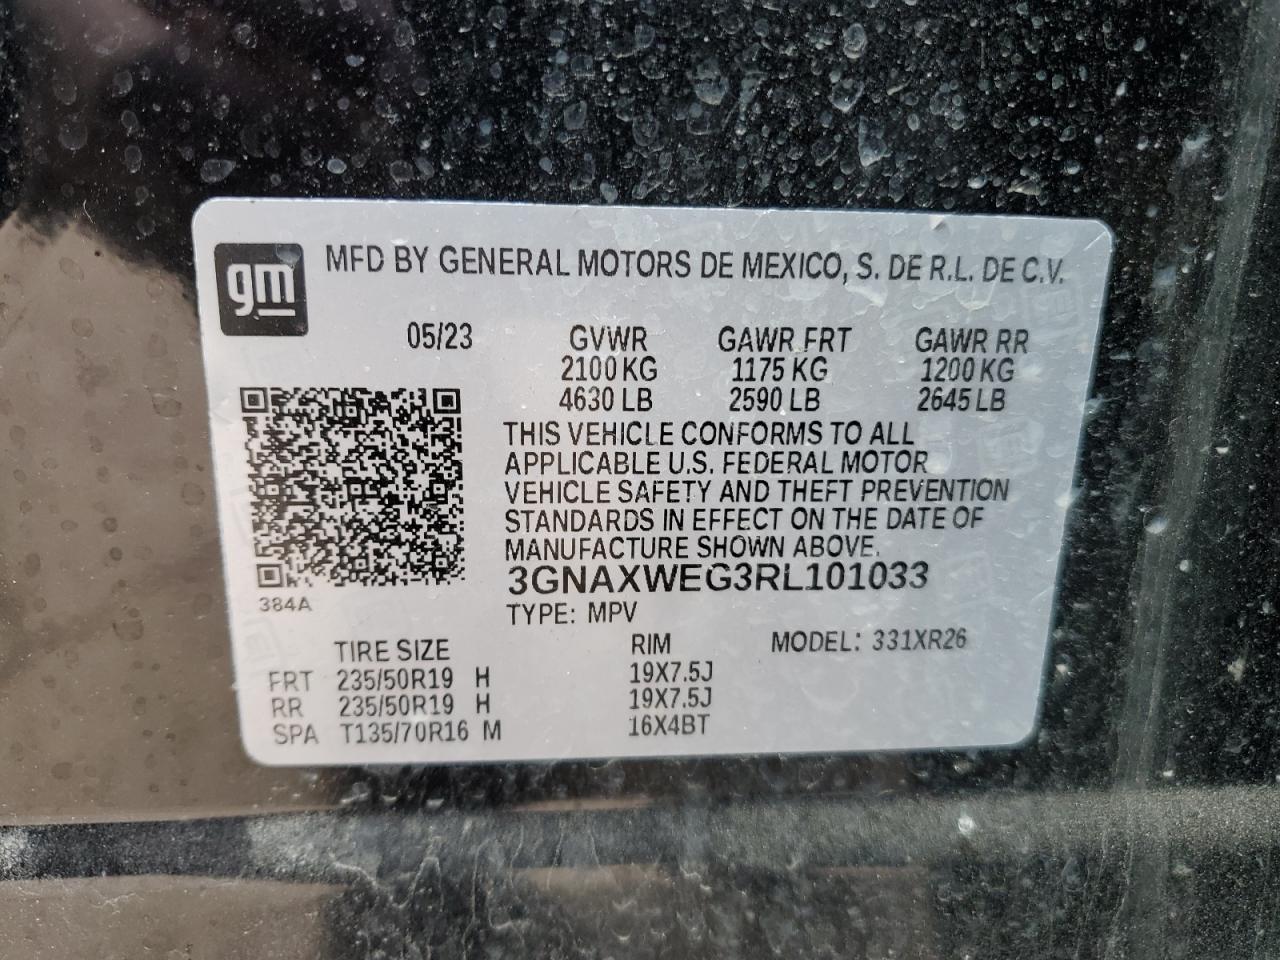 gm MFD BY GENERAL MOTORS DE MEXICO, S. DE R.L. DE C.V.
05/23 GVWR GAWR FRT GAWR RR
2100 KG 1175 KG 1200 KG
4630 LB 2590 LB 2645 LB
THIS VEHICLE CONFORMS TO ALL
APPLICABLE U.S. FEDERAL MOTOR
VEHICLE SAFETY AND THEFT PREVENTION
STANDARDS IN EFFECT ON THE DATE OF
MANUFACTURE SHOWN ABOVE.
3GNAXWEG3RL101033
384A
TYPE: MPV
TIRE SIZE RIM MODEL: 331XR26
FRT 235/50R19 H 19X7.5J
RR 235/50R19 H 19X7.5J
SPA T135/70R16 M 16X4BT